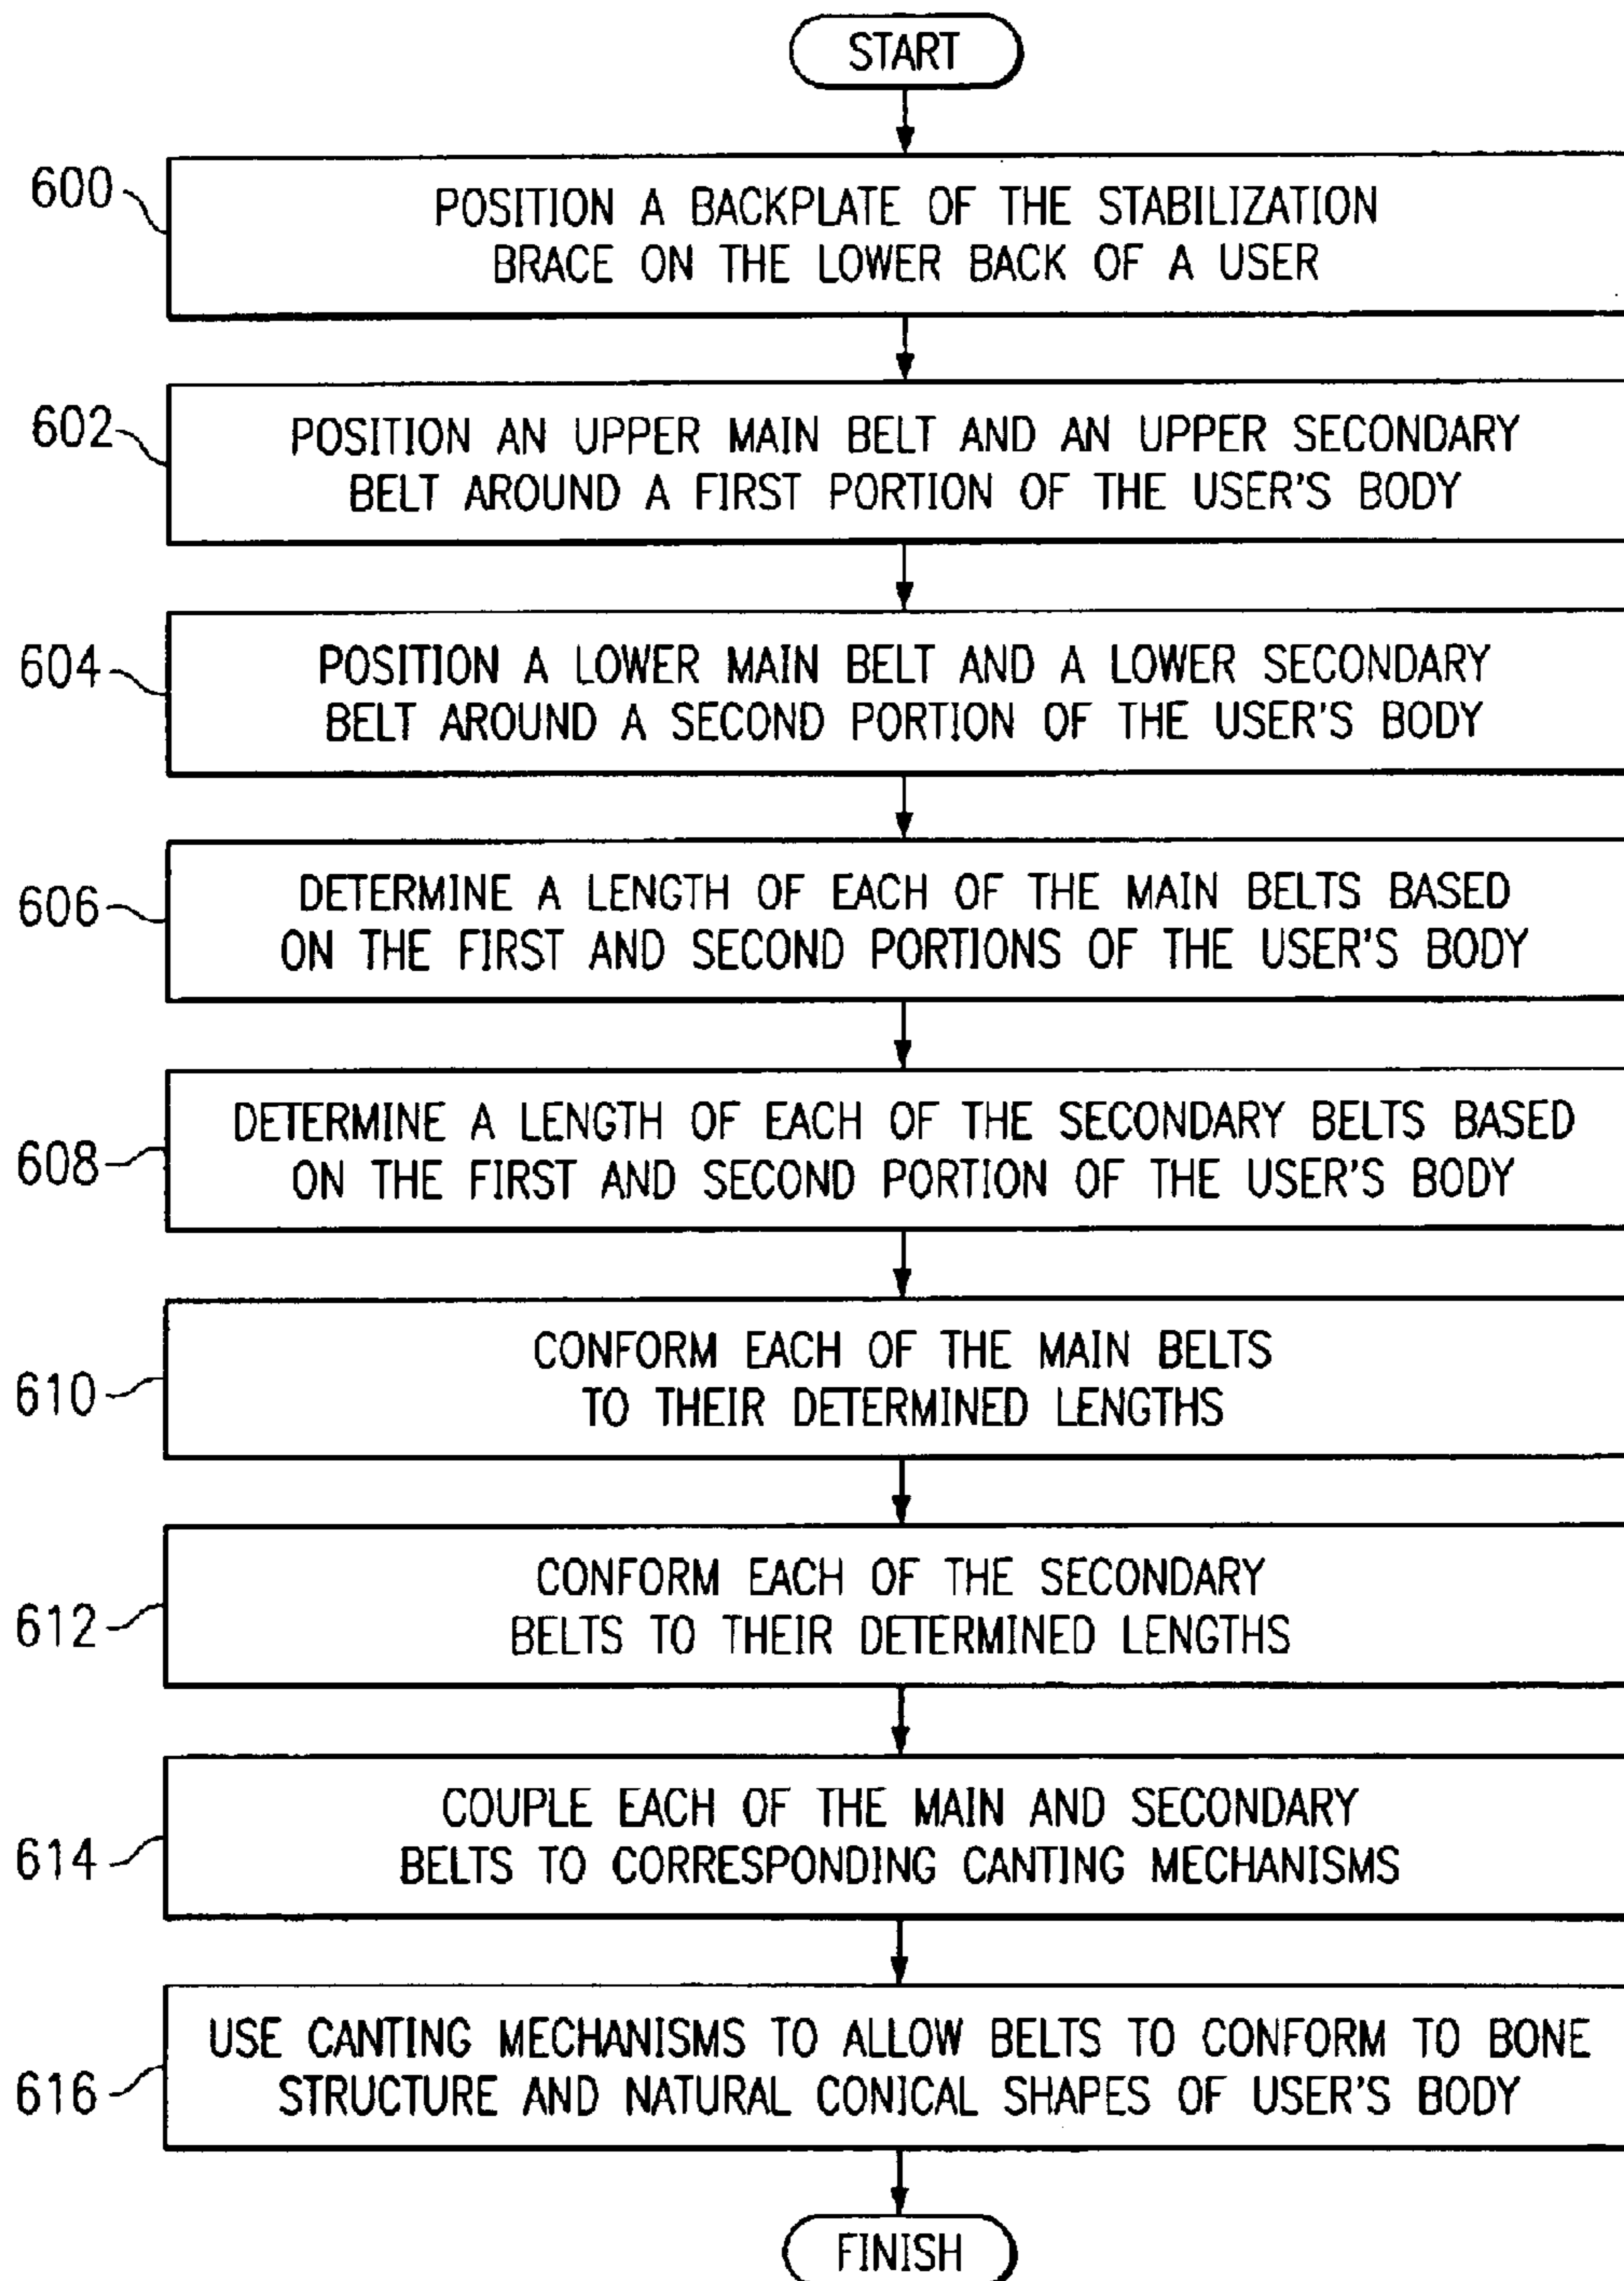 START
600
POSITION A BACKPLATE OF THE STABILIZATION
BRACE ON THE LOWER BACK OF A USER
602
POSITION AN UPPER MAIN BELT AND AN UPPER SECONDARY
BELT AROUND A FIRST PORTION OF THE USER'S BODY
604
POSITION A LOWER MAIN BELT AND A LOWER SECONDARY
BELT AROUND A SECOND PORTION OF THE USER'S BODY
606
DETERMINE A LENGTH OF EACH OF THE MAIN BELTS BASED
ON THE FIRST AND SECOND PORTIONS OF THE USER'S BODY
608
DETERMINE A LENGTH OF EACH OF THE SECONDARY BELTS BASED
ON THE FIRST AND SECOND PORTION OF THE USER'S BODY
610
CONFORM EACH OF THE MAIN BELTS
TO THEIR DETERMINED LENGTHS
612
CONFORM EACH OF THE SECONDARY
BELTS TO THEIR DETERMINED LENGTHS
614
COUPLE EACH OF THE MAIN AND SECONDARY
BELTS TO CORRESPONDING CANTING MECHANISMS
616
USE CANTING MECHANISMS TO ALLOW BELTS TO CONFORM TO BONE
STRUCTURE AND NATURAL CONICAL SHAPES OF USER'S BODY
FINISH